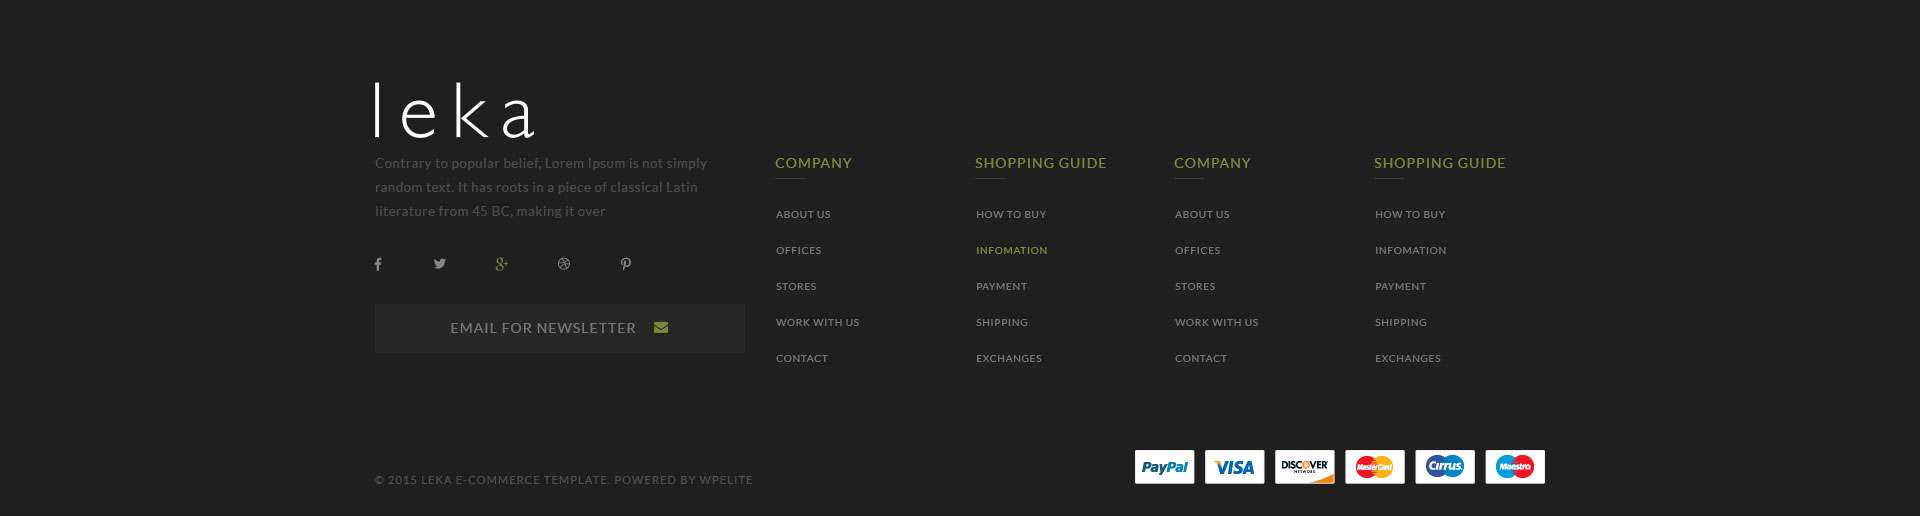 leka
Contrary to popular belief, Lorem Ipsum is not simply
random text. It has roots in a piece of classical Latin
literature from 45 BC, making it over
EMAIL FOR NEWSLETTER
COMPANY
ABOUT US
OFFICES
STORES
WORK WITH US
CONTACT
SHOPPING GUIDE
HOW TO BUY
INFOMATION
PAYMENT
SHIPPING
EXCHANGES
COMPANY
ABOUT US
OFFICES
STORES
WORK WITH US
CONTACT
SHOPPING GUIDE
HOW TO BUY
INFOMATION
PAYMENT
SHIPPING
EXCHANGES
© 2015 LEKA E-COMMERCE TEMPLATE. POWERED BY WPELITE
PayPal
VISA
DISCOVER
NETWORK
MasterCard
Cirrus
Maestro